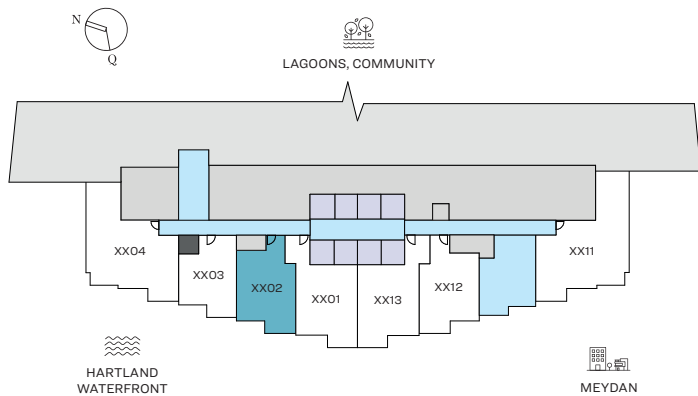 N
Q
LAGOONS, COMMUNITY
XX04
XX03
XX02
XX01
XX13
XX12
XX11
HARTLAND
WATERFRONT
MEYDAN